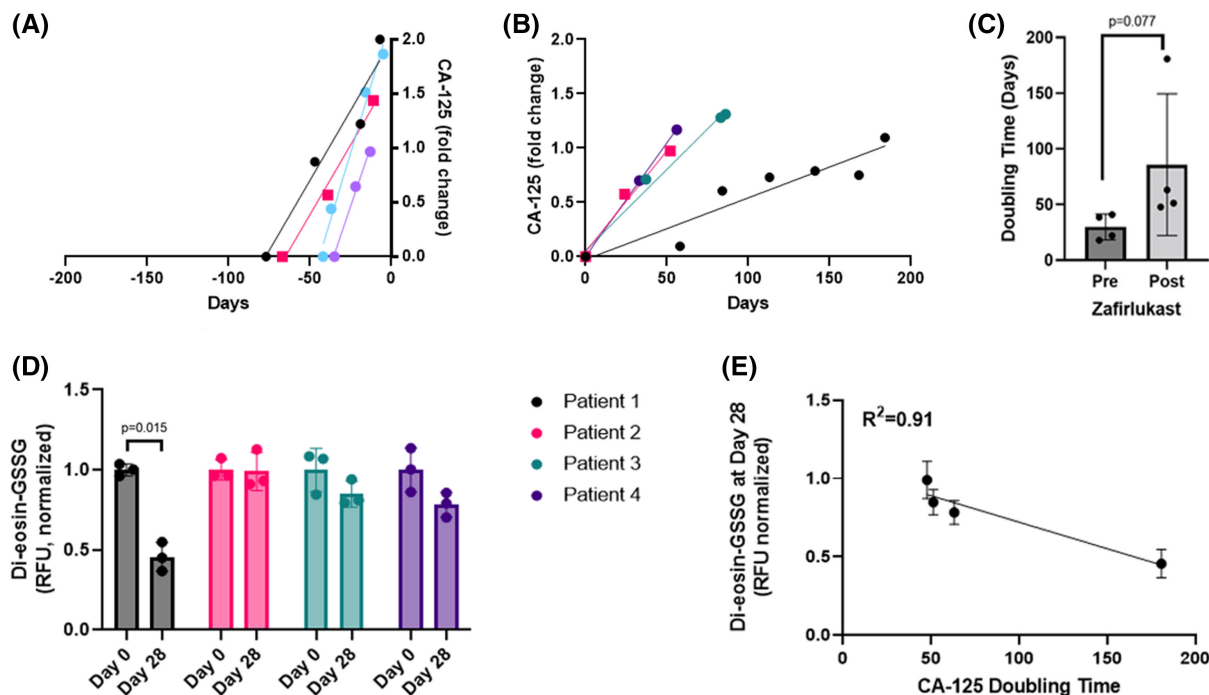 (A)
2.0
1.5
1.0
0.5
0.0
CA-125 (fold change)
-200 -150 -100 -50 0
Days
(B)
CA-125 (fold change)
2.0
1.5
1.0
0.5
0.0
0 50 100 150 200
Days
(C)
p=0.077
Doubling Time (Days)
200
150
100
50
0
Pre Post
Zafirlukast
(D)
Di-eosin-GSSG
(RFU, normalized)
1.5
1.0
0.5
0.0
p=0.015
Day 0 Day 28 Day 0 Day 28 Day 0 Day 28 Day 0 Day 28
Patient 1
Patient 2
Patient 3
Patient 4
(E)
Di-eosin-GSSG at Day 28
(RFU normalized)
1.5
1.0
0.5
0.0
R²=0.91
0 50 100 150 200
CA-125 Doubling Time